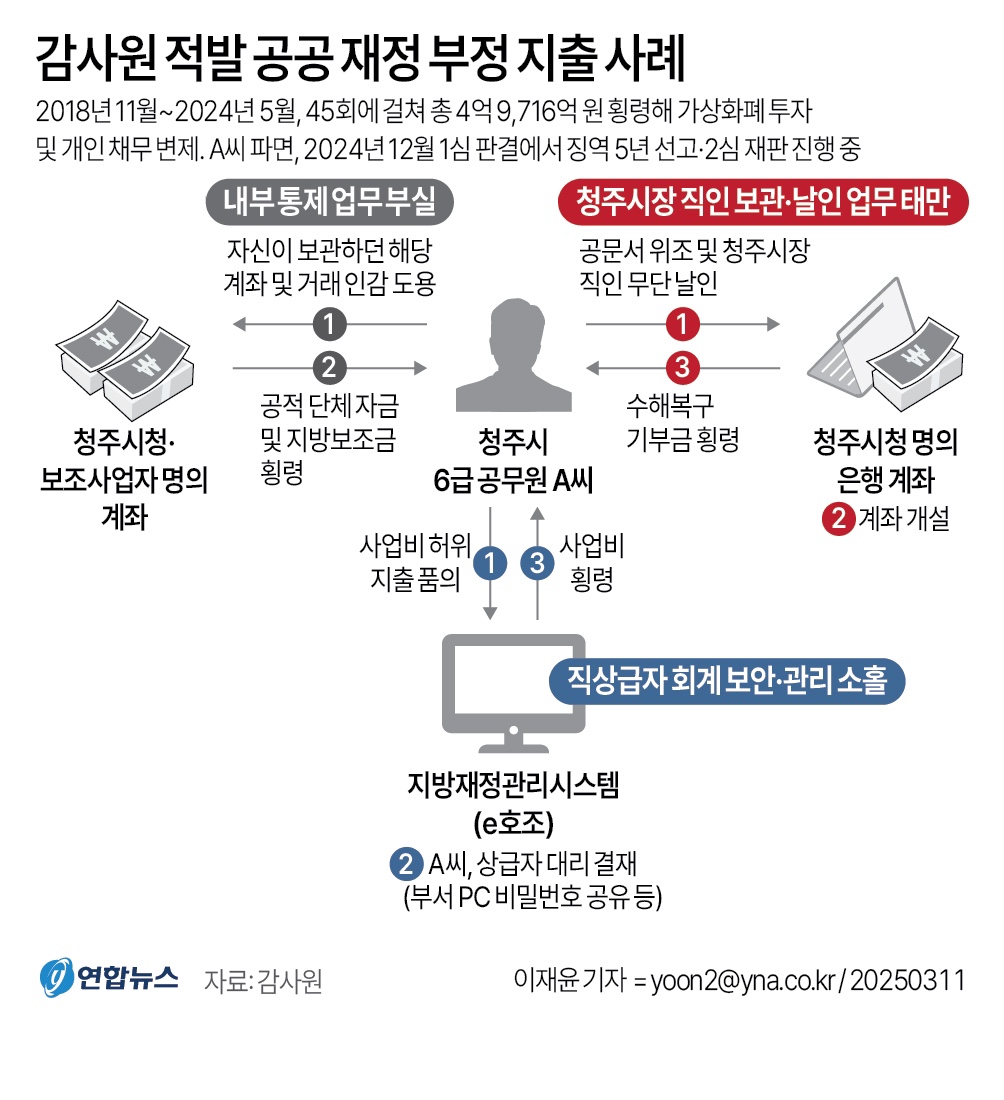 감사원 적발 공공 재정 부정 지출 사례
2018년 11월~2024년 5월, 45회에 걸쳐 총 4억 9,716억 원 횡령해 가상화폐 투자
및 개인 채무 변제. A씨 파면, 2024년 12월 1심 판결에서 징역 5년 선고·2심 재판 진행 중
내부 통제 업무 부실
자신이 보관하던 해당
계좌 및 거래 인감 도용
1
2
공적 단체 자금
및 지방보조금
횡령
청주시청·
보조사업자 명의
계좌
청주시
6급 공무원 A씨
청주시장 직인 보관·날인 업무 태만
공문서 위조 및 청주시장
직인 무단 날인
1
3
수해복구
기부금 횡령
청주시청 명의
은행 계좌
2 계좌 개설
사업비 허위
지출 품의
1
3
사업비
횡령
직상급자 회계 보안·관리 소홀
지방재정관리시스템
(e호조)
2 A씨, 상급자 대리 결재
(부서 PC 비밀번호 공유 등)
연합뉴스 자료: 감사원
이재윤 기자 = yoon2@yna.co.kr / 20250311